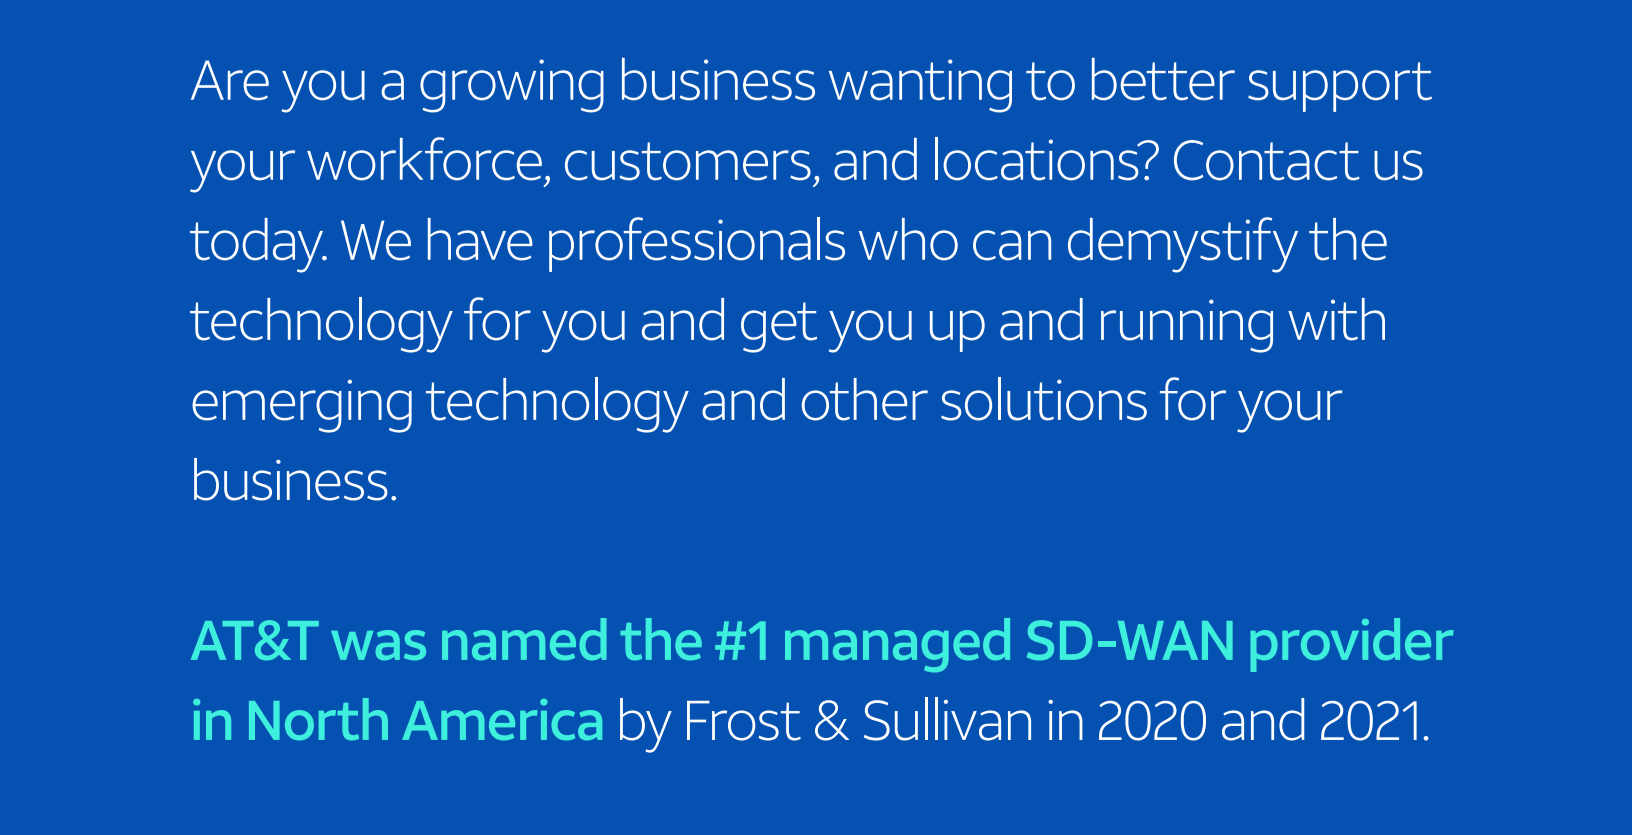 Are you a growing business wanting to better support
your workforce, customers, and locations? Contact us
today. We have professionals who can demystify the
technology for you and get you up and running with
emerging technology and other solutions for your
business.
AT&T was named the #1 managed SD-WAN provider
in North America by Frost & Sullivan in 2020 and 2021.